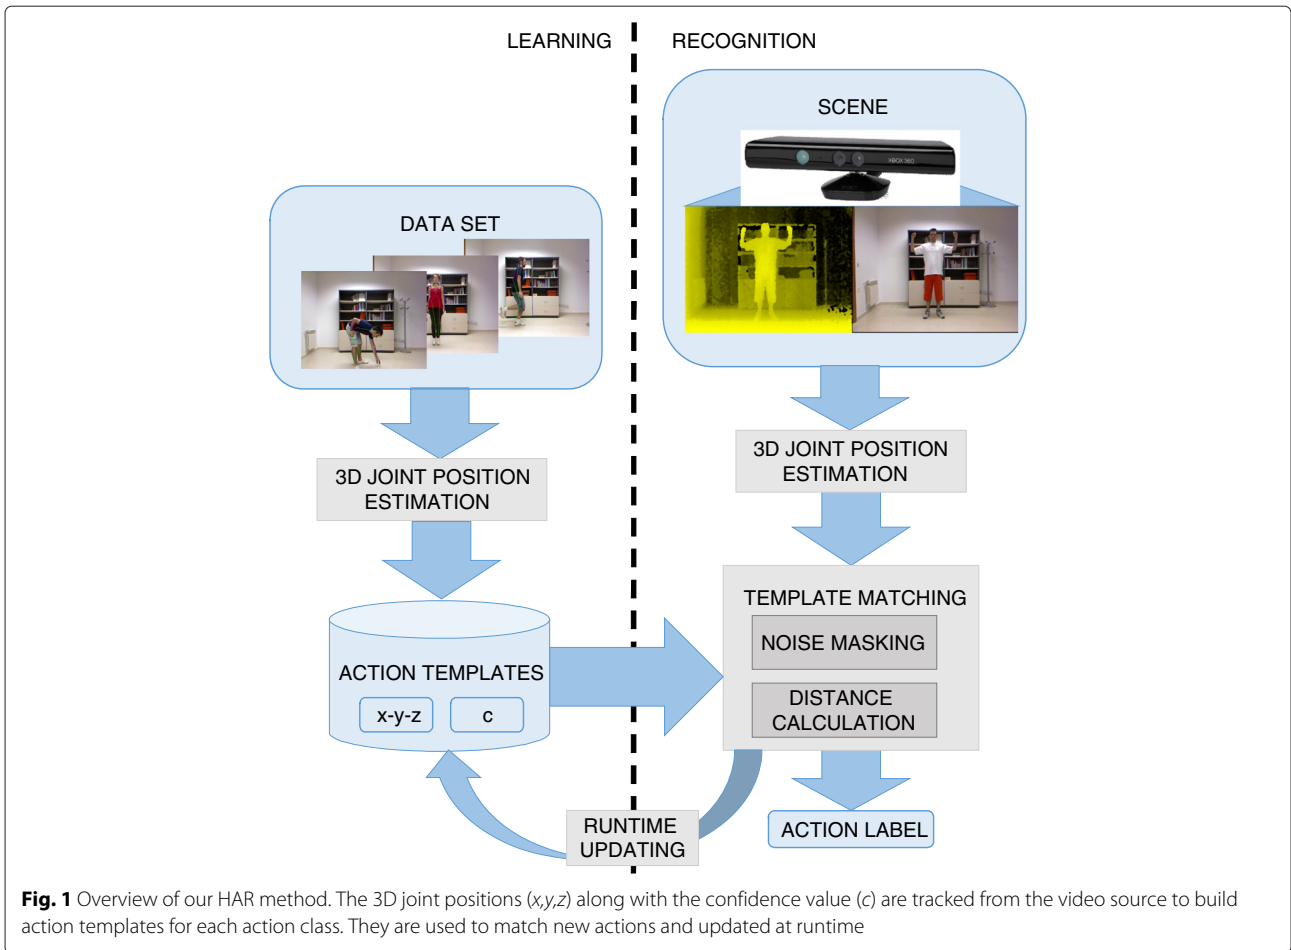 LEARNING
RECOGNITION
SCENE
XBOX 360
DATA SET
3D JOINT POSITION
ESTIMATION
3D JOINT POSITION
ESTIMATION
ACTION TEMPLATES
x-y-z
c
TEMPLATE MATCHING
NOISE MASKING
DISTANCE
CALCULATION
RUNTIME
UPDATING
ACTION LABEL
Fig. 1 Overview of our HAR method. The 3D joint positions (x,y,z) along with the confidence value (c) are tracked from the video source to build
action templates for each action class. They are used to match new actions and updated at runtime